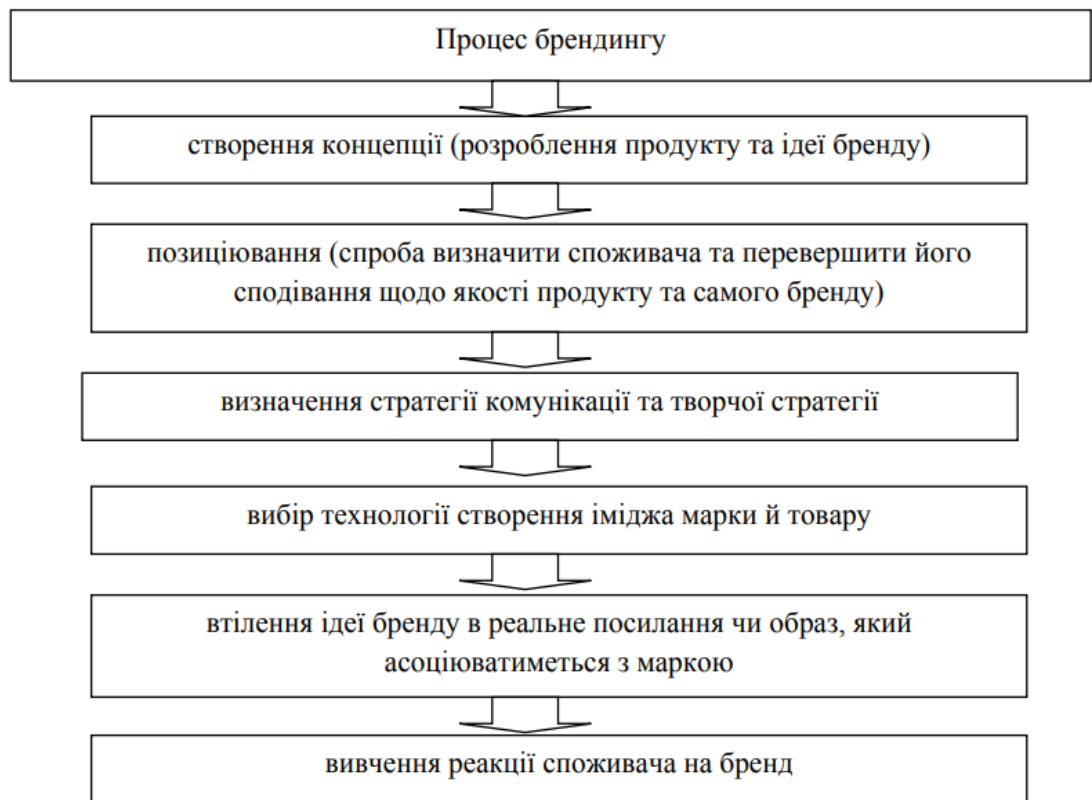 Процес брендингу
створення концепції (розроблення продукту та ідеї бренду)
позиціювання (спроба визначити споживача та перевершити його
сподівання щодо якості продукту та самого бренду)
визначення стратегії комунікації та творчої стратегії
вибір технології створення іміджа марки й товару
втілення ідеї бренду в реальне посилання чи образ, який
асоціюватиметься з маркою
вивчення реакції споживача на бренд